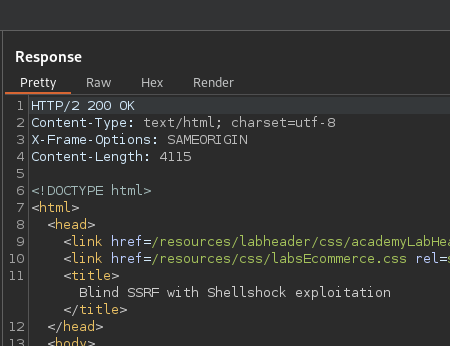 Response
Pretty Raw Hex Render
1 HTTP/2 200 OK
2 Content-Type: text/html; charset=utf-8
3 X-Frame-Options: SAMEORIGIN
4 Content-Length: 4115
5
6 <!DOCTYPE html>
7 <html>
8 <head>
9 <link href=/resources/labheader/css/academyLabHea
10 <link href=/resources/css/labsEcommerce.css rel=s
11 <title>
Blind SSRF with Shellshock exploitation
</title>
12 </head>
13 <body>